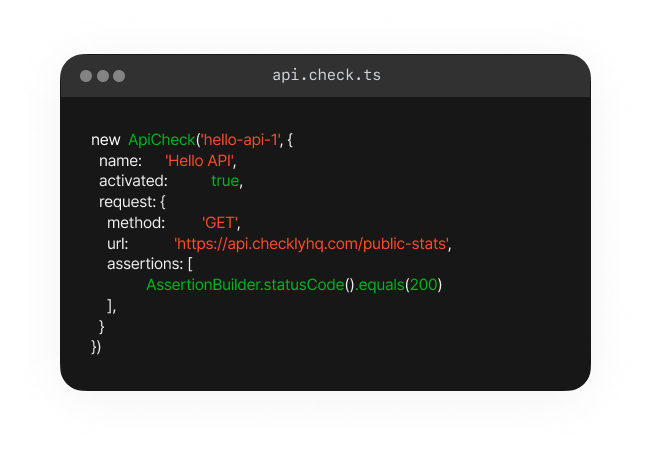 api.check.ts
new ApiCheck('hello-api-1', {
name: 'Hello API',
activated: true,
request: {
method: 'GET',
url: 'https://api.checklyhq.com/public-stats',
assertions: [
AssertionBuilder.statusCode().equals(200)
],
}
})